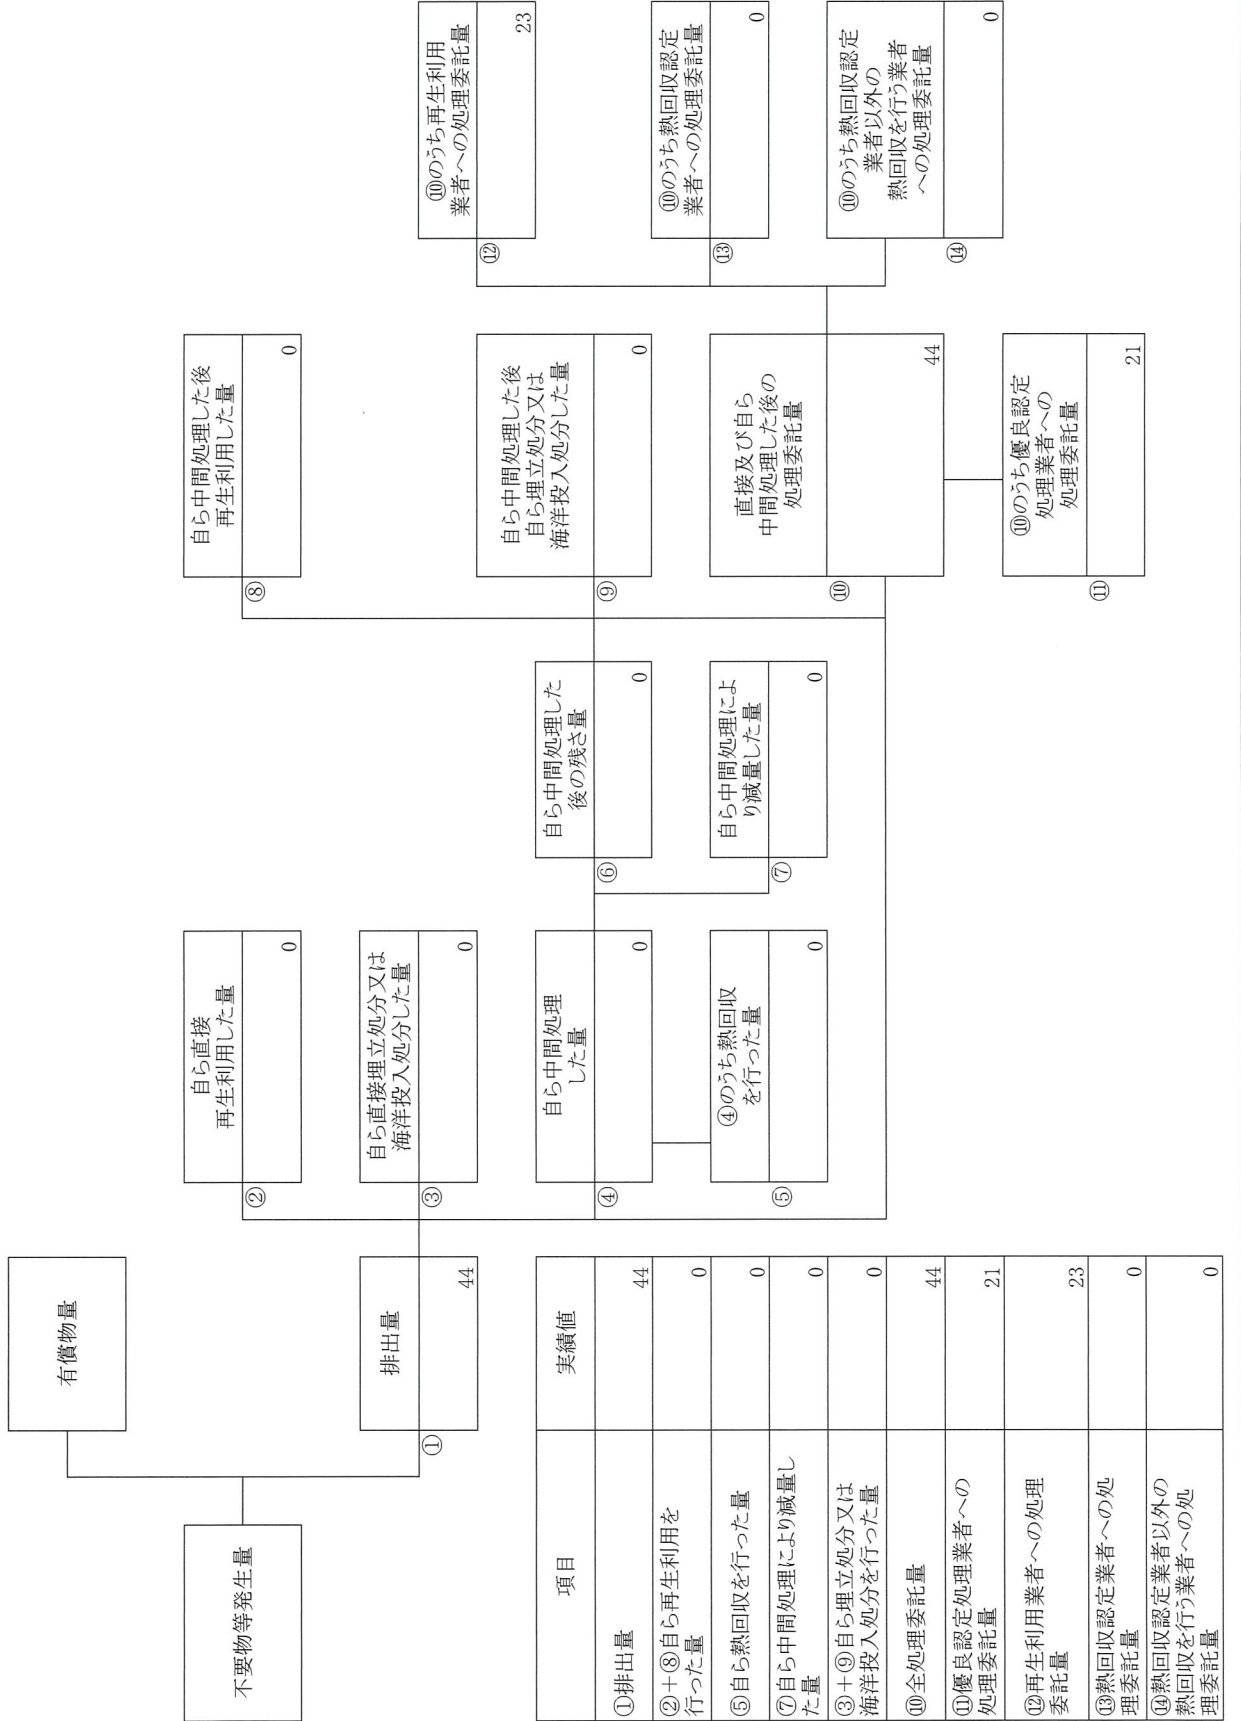 不要物等発生量
有償物量
①
排出量
44
②
自ら直接
再生利用した量
0
③
自ら直接埋立処分又は
海洋投入処分した量
0
④
自ら中間処理
した量
0
⑤
④のうち熱回収
を行った量
0
⑥
自ら中間処理した
後の残さ量
0
⑦
自ら中間処理によ
り減量した量
0
⑧
自ら中間処理した後
再生利用した量
0
⑨
自ら中間処理した後
自ら埋立処分又は
海洋投入処分した量
0
⑩
直接及び自ら
中間処理した後の
処理委託量
44
⑪
⑩のうち優良認定
処理業者への
処理委託量
21
⑫
⑩のうち再生利用
業者への処理委託量
23
⑬
⑩のうち熱回収認定
業者への処理委託量
0
⑭
⑩のうち熱回収認定
業者以外の
熱回収を行う業者
への処理委託量
0
項目 実績値
①排出量 44
②+⑧自ら再生利用を
行った量 0
⑤自ら熱回収を行った量 0
⑦自ら中間処理により減量し
た量 0
③+⑨自ら埋立処分又は
海洋投入処分を行った量 0
⑩全処理委託量 44
⑪優良認定処理業者への
処理委託量 21
⑫再生利用業者への処理
委託量 23
⑬熱回収認定業者への処
理委託量 0
⑭熱回収認定業者以外の
熱回収を行う業者への処
理委託量 0